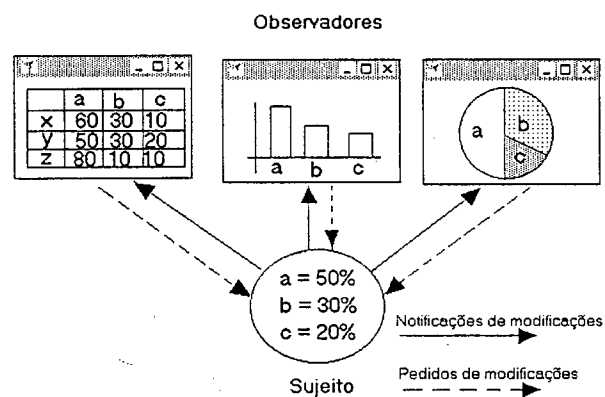 Observadores
a b c
x 60 30 10
y 50 30 20
z 80 10 10
a b c
a b c
a = 50%
b = 30%
c = 20%
Notificações de modificações
Pedidos de modificações
Sujeito